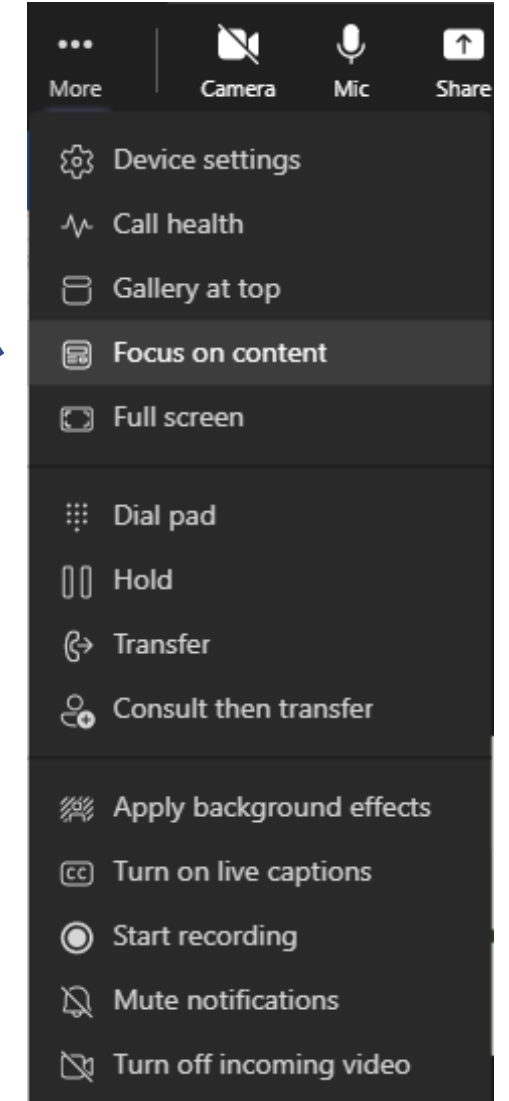 More Camera Mic Share
Device settings
Call health
Gallery at top
Focus on content
Full screen
Dial pad
Hold
Transfer
Consult then transfer
Apply background effects
CC Turn on live captions
Start recording
Mute notifications
Turn off incoming video